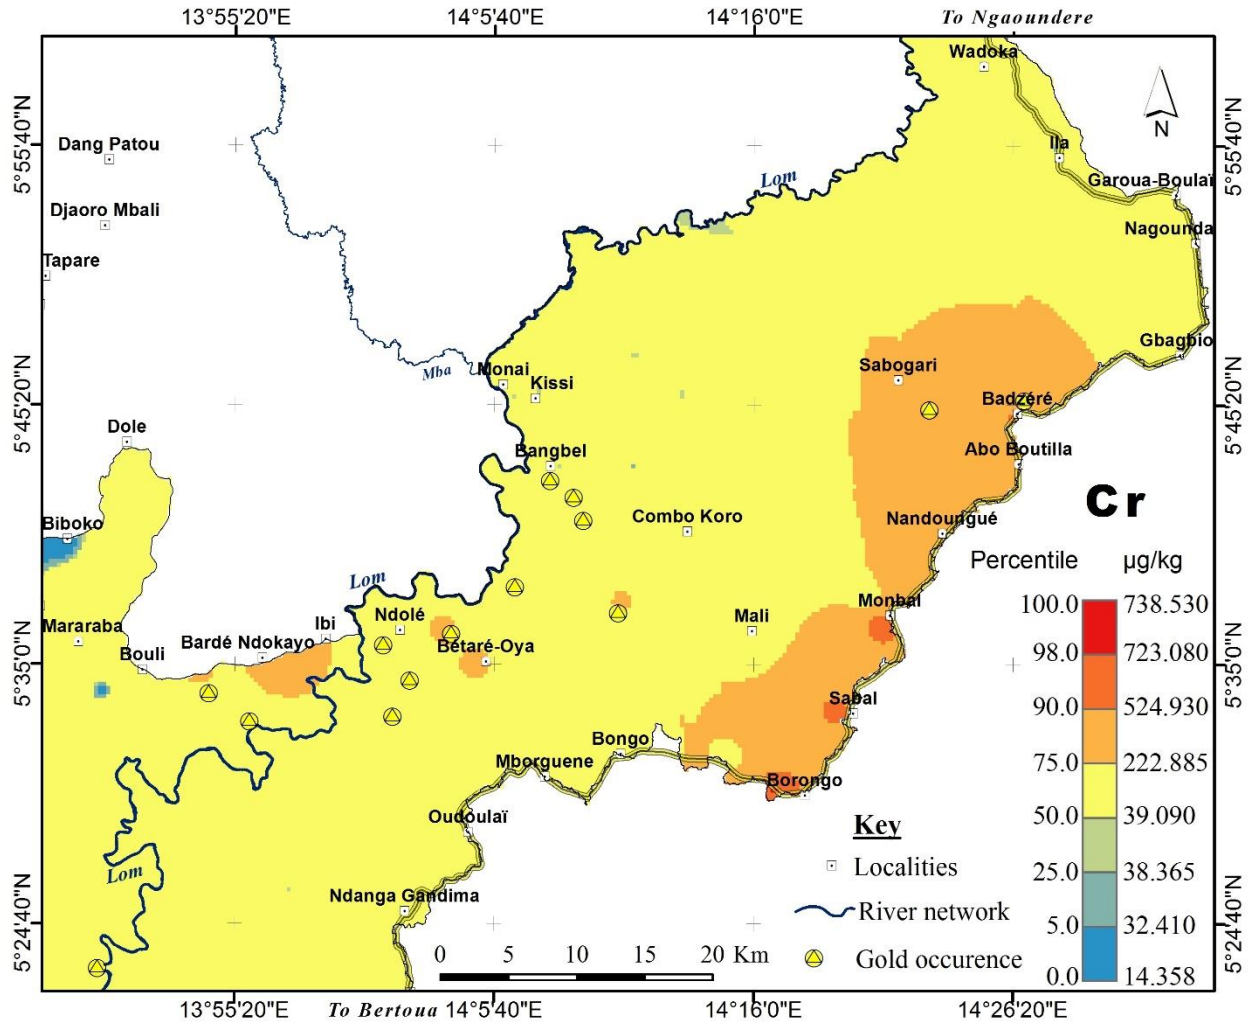 13°55'20"
14°5'40"
14°16'0"
To Ngaoundere
Wadoka
N
5°55'40"N
5°55'40"N
Dang Patou
Ila
Lom
Garoua-Boulaï
Djaoro Mbali
Nagounda
Tapare
Gbagbio
Monai
Mba
Kissi
Sabogari
5°45'20"N
5°45'20"N
Badzéré
Dole
Bangbel
Abo Boutilla
Cr
Biboko
Combo Koro
Nandoungué
Percentile µg/kg
Lom
Monbal
100.0 738.530
Mararaba
Ibi
Ndolé
Mali
Bardé Ndokayo
Bétaré-Oya
98.0 723.080
Bouli
5°35'0"N
5°35'0"N
Sabal
90.0 524.930
Bongo
Mborguene
75.0 222.885
Borongo
Oudoulaï
50.0 39.090
Key
Localities
25.0 38.365
Lom
Ndanga Gandima
River network
5.0 32.410
5°24'40"N
5°24'40"N
0 5 10 15 20 Km
Gold occurence
0.0 14.358
13°55'20"
To Bertoua
14°5'40"
14°16'0"
14°26'20"